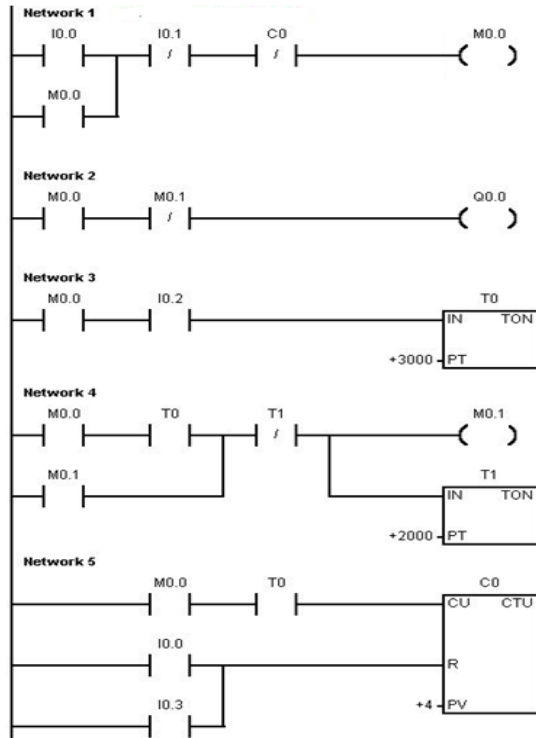 Network 1
I0.0 I0.1 C0 M0.0
M0.0
Network 2
M0.0 M0.1 Q0.0
Network 3
M0.0 I0.2 T0
IN TON
+3000 PT
Network 4
M0.0 T0 T1 M0.1
M0.1 T1
IN TON
+2000 PT
Network 5
M0.0 T0 C0
CU CTU
I0.0
R
I0.3
+4 PV